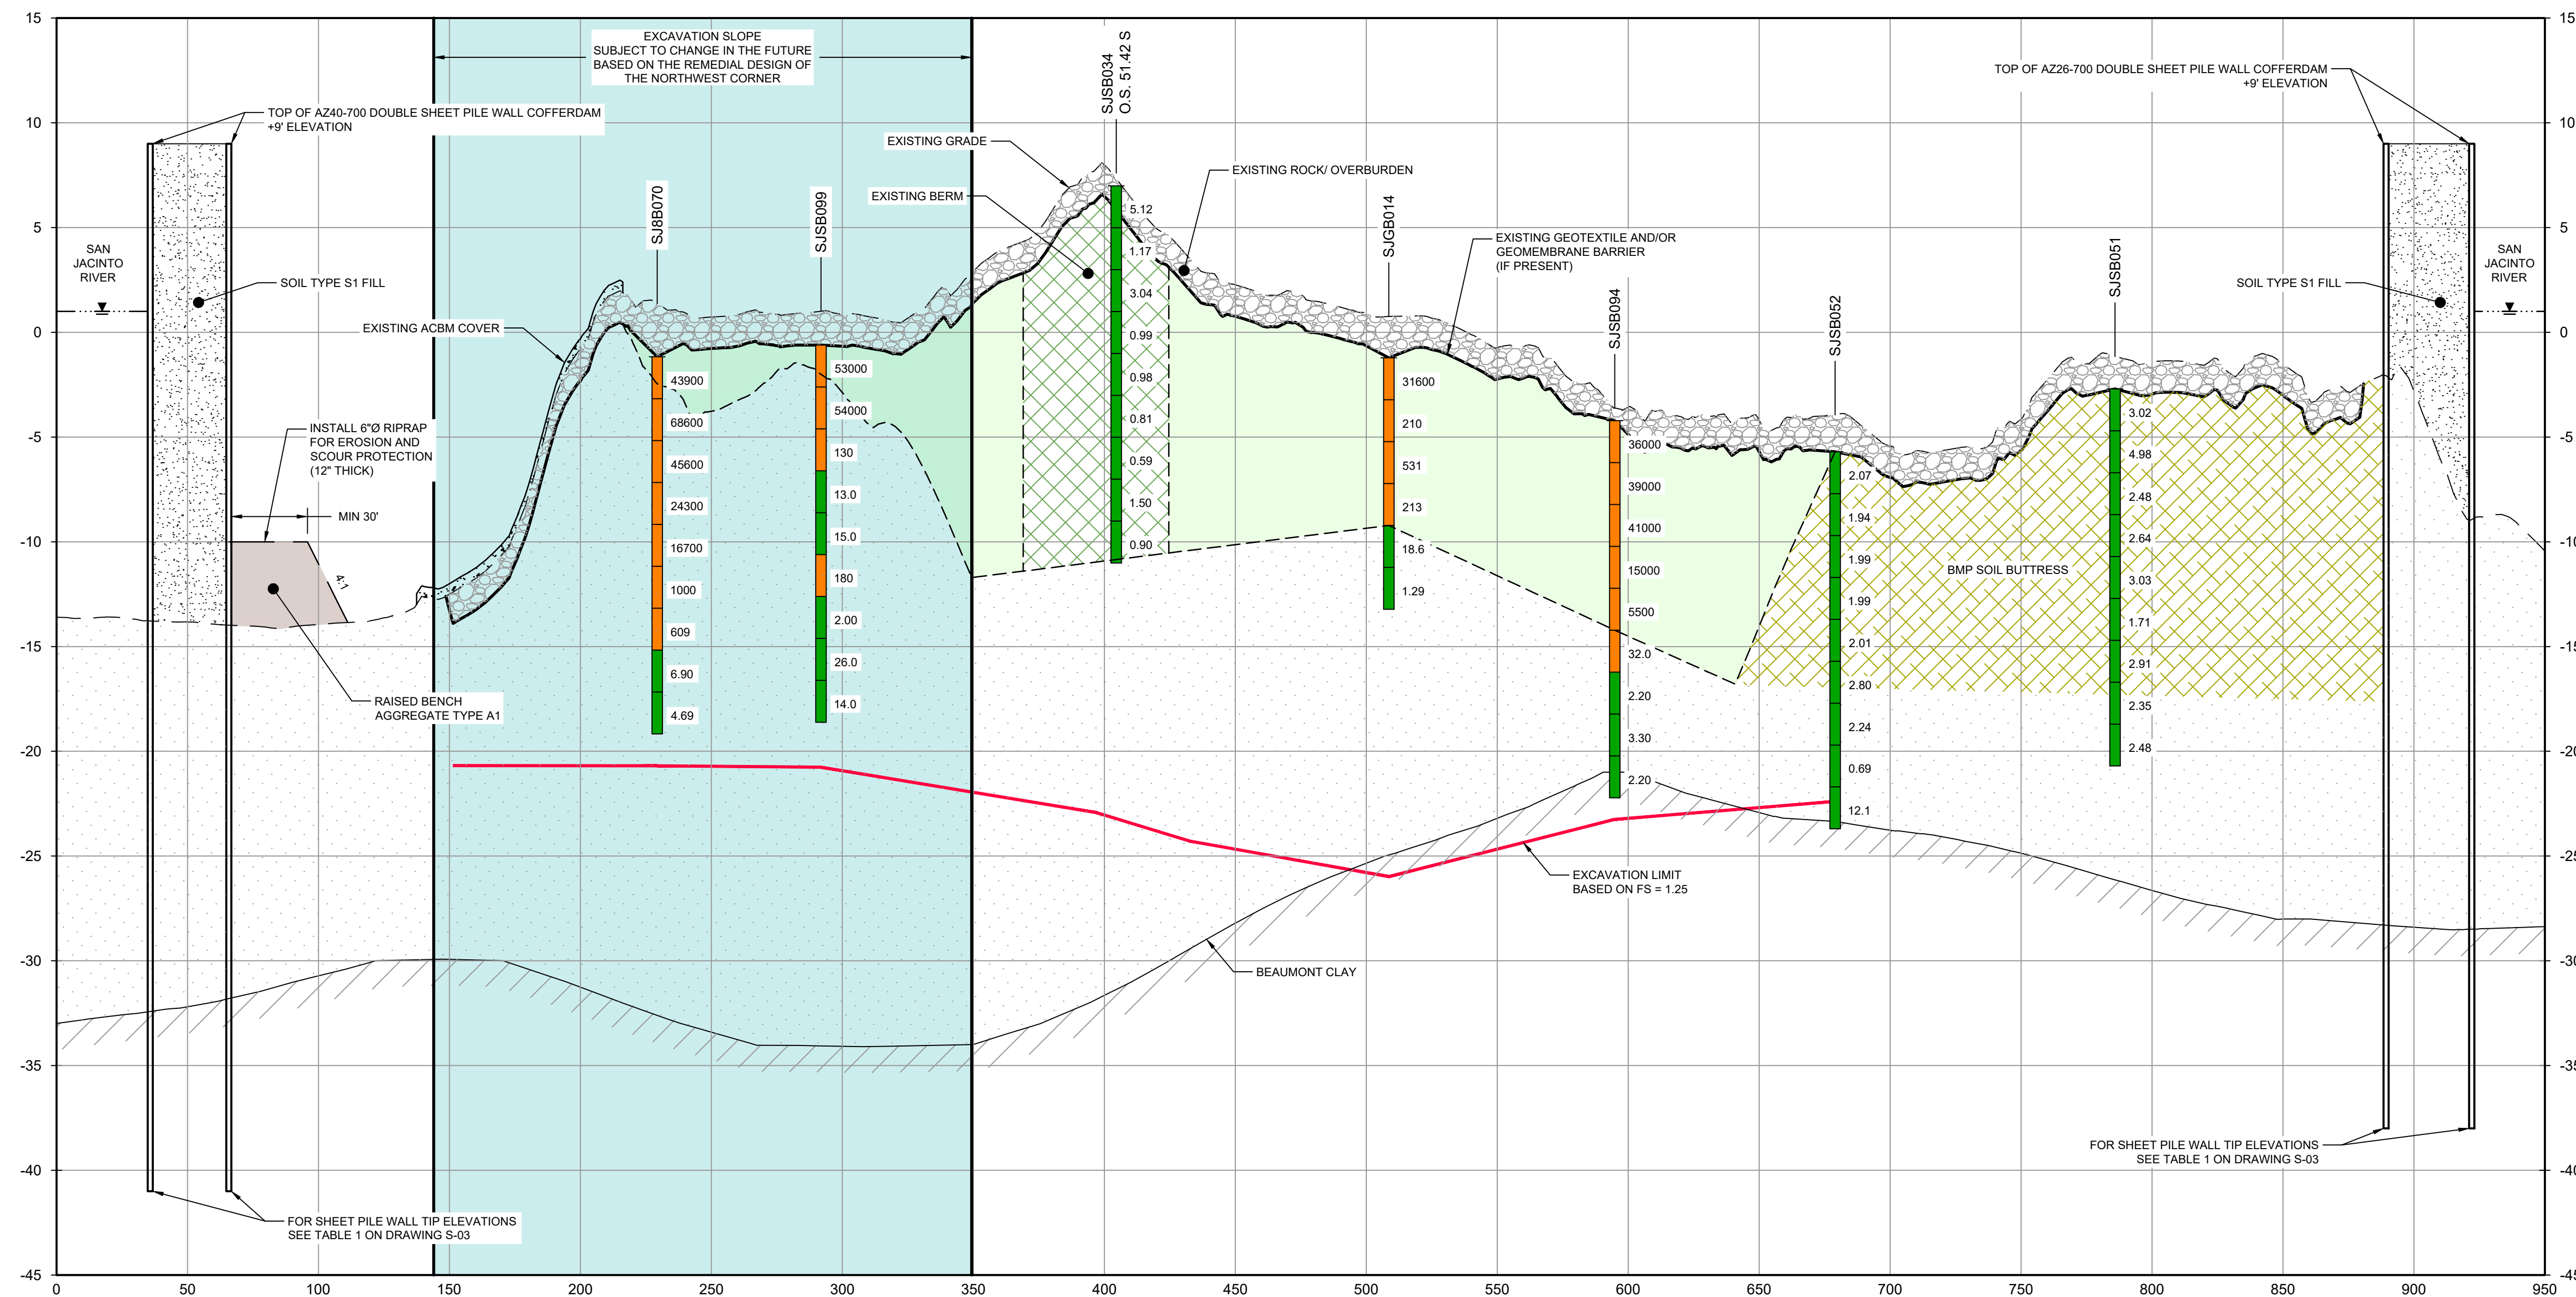 EXCAVATION SLOPE
SUBJECT TO CHANGE IN THE FUTURE
BASED ON THE REMEDIAL DESIGN OF
THE NORTHWEST CORNER
TOP OF AZ40-700 DOUBLE SHEET PILE WALL COFFERDAM
+9' ELEVATION
TOP OF AZ26-700 DOUBLE SHEET PILE WALL COFFERDAM
+9' ELEVATION
EXISTING GRADE
EXISTING BERM
EXISTING ROCK/ OVERBURDEN
EXISTING GEOTEXTILE AND/OR
GEOMEMBRANE BARRIER
(IF PRESENT)
SAN
JACINTO
RIVER
SOIL TYPE S1 FILL
SOIL TYPE S1 FILL
SAN
JACINTO
RIVER
EXISTING ACBM COVER
INSTALL 6"Ø RIPRAP
FOR EROSION AND
SCOUR PROTECTION
(12" THICK)
MIN 30'
4:1
RAISED BENCH
AGGREGATE TYPE A1
BMP SOIL BUTTRESS
EXCAVATION LIMIT
BASED ON FS = 1.25
BEAUMONT CLAY
FOR SHEET PILE WALL TIP ELEVATIONS
SEE TABLE 1 ON DRAWING S-03
FOR SHEET PILE WALL TIP ELEVATIONS
SEE TABLE 1 ON DRAWING S-03
SJ8B070
43900
68600
45600
24300
16700
1000
609
6.90
4.69
SJSB099
53000
54000
130
13.0
15.0
180
2.00
26.0
14.0
SJSB034
O.S. 51.42 S
5.12
1.17
3.04
0.99
0.98
0.81
0.59
1.50
0.90
SJGB014
31600
210
531
213
18.6
1.29
SJSB094
36000
39000
41000
15000
5500
32.0
2.20
3.30
2.20
SJSB052
2.07
1.94
1.99
1.99
2.01
2.80
2.24
0.69
12.1
SJSB051
3.02
4.98
2.48
2.64
3.03
1.71
2.91
2.35
2.48
15
10
5
0
-5
-10
-15
-20
-25
-30
-35
-40
-45
15
10
5
0
-5
-10
-15
-20
-25
-30
-35
-40
-45
0 50 100 150 200 250 300 350 400 450 500 550 600 650 700 750 800 850 900 950